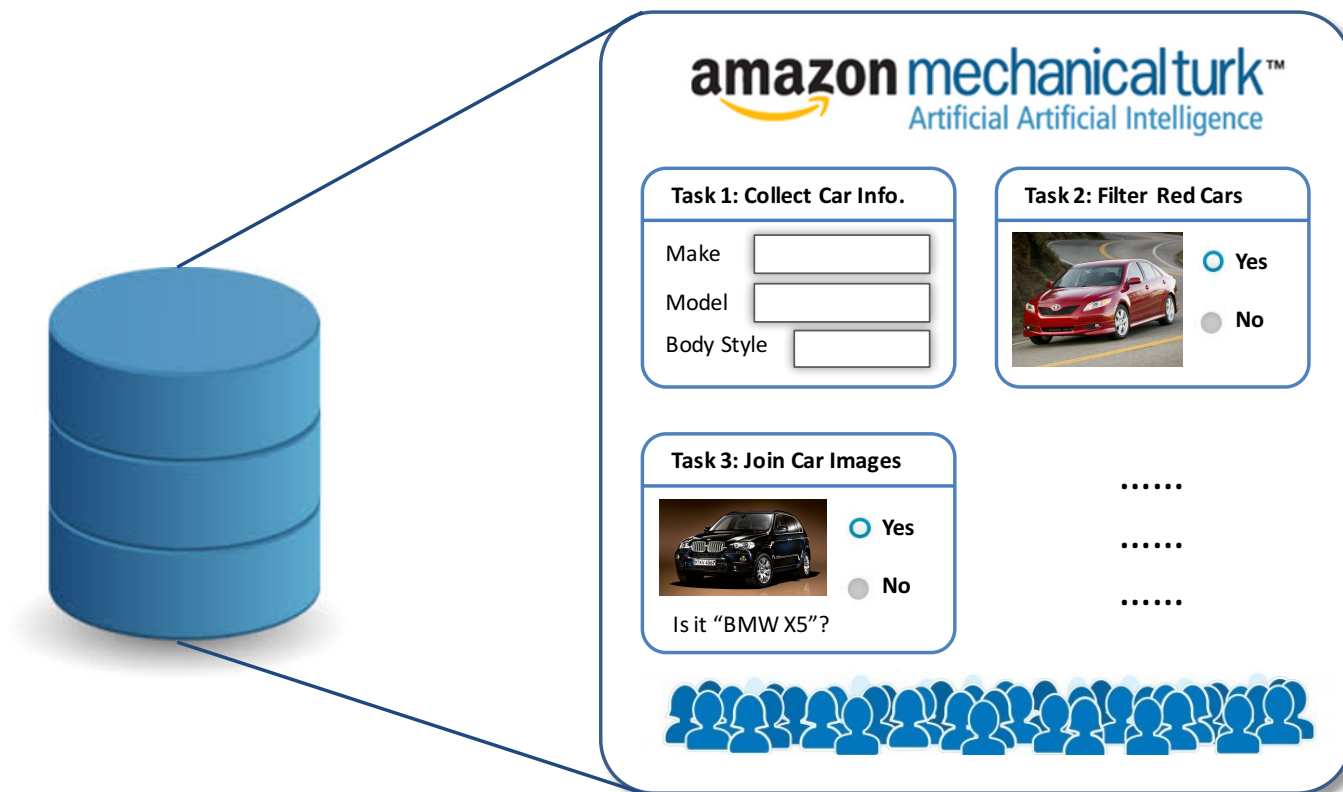 amazon mechanical turk™
Artificial Artificial Intelligence
Task 1: Collect Car Info.
Make
Model
Body Style
Task 2: Filter Red Cars
Yes
No
Task 3: Join Car Images
Yes
No
Is it “BMW X5”?
......
......
......